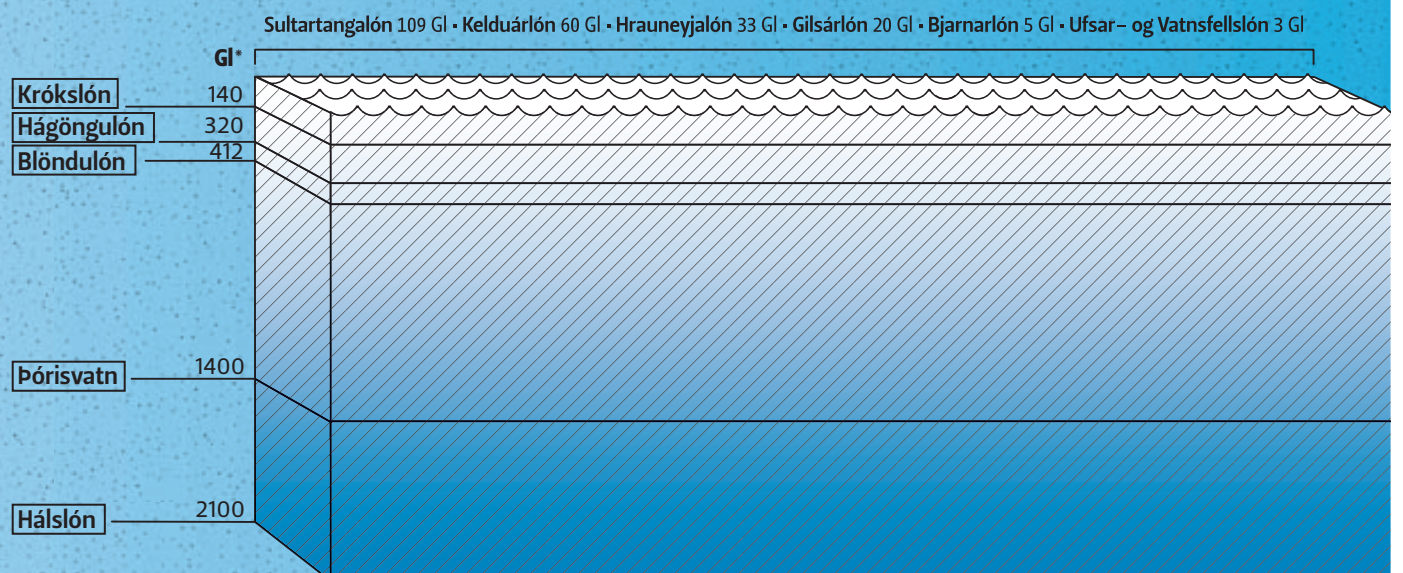 Sultartangalón 109 Gl • Kelduárlón 60 Gl • Hrauneyjalón 33 Gl • Gilsárlón 20 Gl • Bjarnarlón 5 Gl • Ufsar– og Vatnsfellslón 3 Gl
Gl*
Krókslón 140
Hágöngulón 320
Blöndulón 412
Þórisvatn 1400
Hálslón 2100